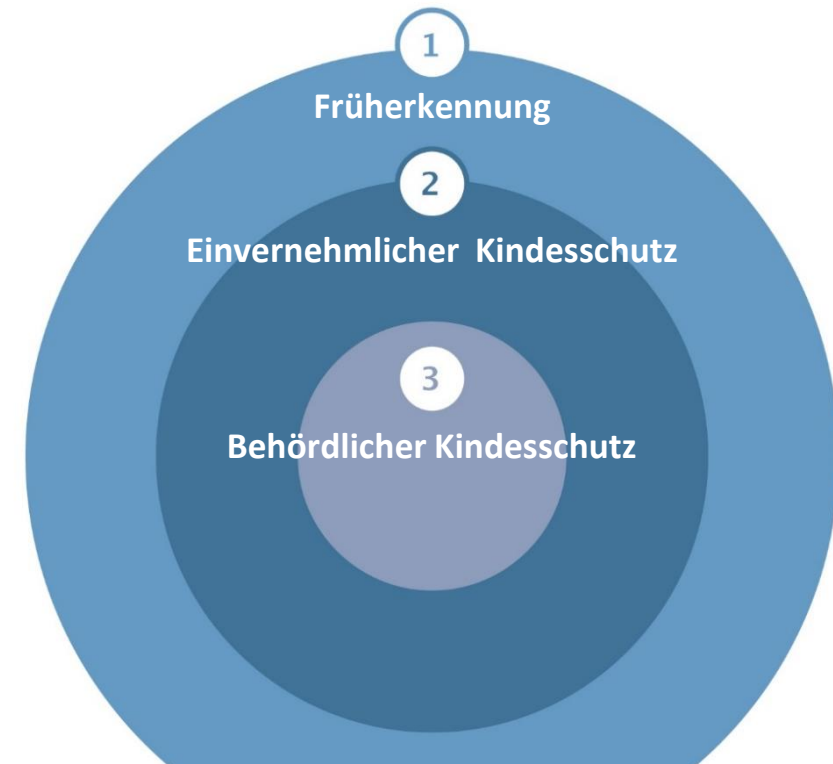 1
Früherkennung
2
Einvernehmlicher Kindesschutz
3
Behördlicher Kindesschutz